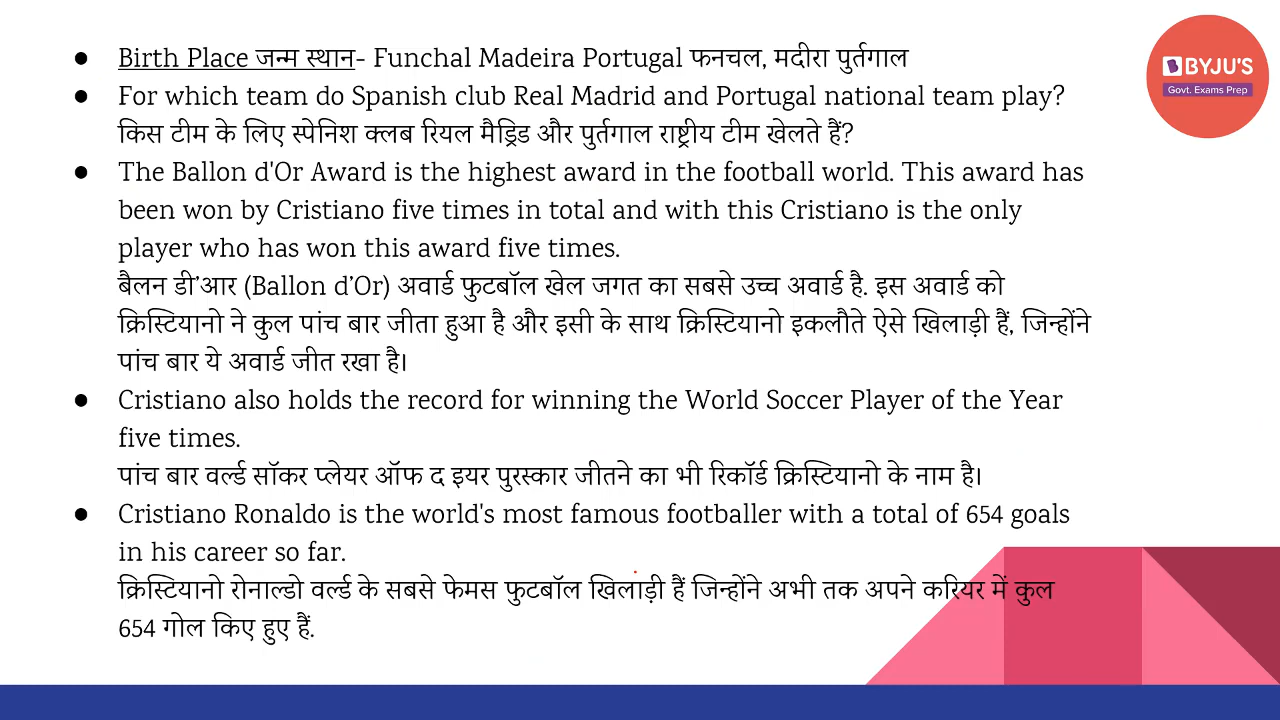 Birth Place जन्म स्थान- Funchal Madeira Portugal फनचल, मदीरा पुर्तगाल
For which team do Spanish club Real Madrid and Portugal national team play?
किस टीम के लिए स्पेनिश क्लब रियल मैड्रिड और पुर्तगाल राष्ट्रीय टीम खेलते हैं?
The Ballon d'Or Award is the highest award in the football world. This award has
been won by Cristiano five times in total and with this Cristiano is the only
player who has won this award five times.
बैलन डी’आर (Ballon d’Or) अवार्ड फुटबॉल खेल जगत का सबसे उच्च अवार्ड है. इस अवार्ड को
क्रिस्टियानो ने कुल पांच बार जीता हुआ है और इसी के साथ क्रिस्टियानो इकलौते ऐसे खिलाड़ी हैं, जिन्होंने
पांच बार ये अवार्ड जीत रखा है।
Cristiano also holds the record for winning the World Soccer Player of the Year
five times.
पांच बार वर्ल्ड सॉकर प्लेयर ऑफ द इयर पुरस्कार जीतने का भी रिकॉर्ड क्रिस्टियानो के नाम है।
Cristiano Ronaldo is the world's most famous footballer with a total of 654 goals
in his career so far.
क्रिस्टियानो रोनाल्डो वर्ल्ड के सबसे फेमस फुटबॉल खिलाड़ी हैं जिन्होंने अभी तक अपने करियर में कुल
654 गोल किए हुए हैं.
BYJU'S
Govt. Exams Prep